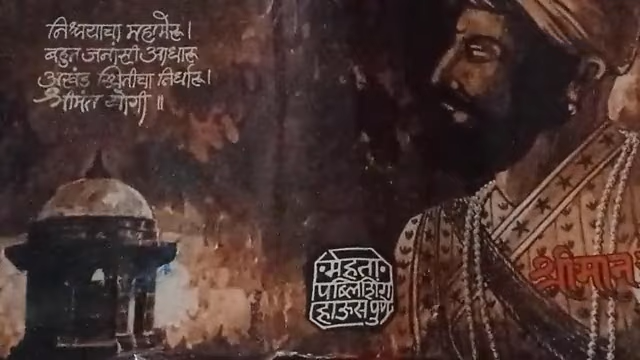 निश्चयाचा महामेरू।
बहुत जनांसी आधारू
अखंड स्थितीचा निर्धारू।
श्रीमंत योगी॥
मेहता
पब्लिशिंग
हाऊस पुणे
श्रीमान